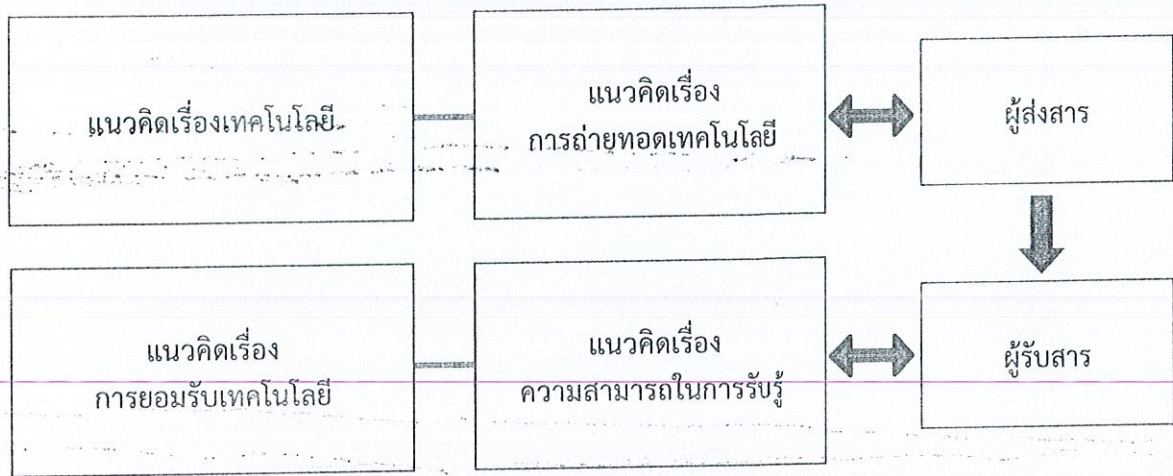 แนวคิดเรื่องเทคโนโลยี
แนวคิดเรื่อง
การถ่ายทอดเทคโนโลยี
ผู้ส่งสาร
แนวคิดเรื่อง
การยอมรับเทคโนโลยี
แนวคิดเรื่อง
ความสามารถในการรับรู้
ผู้รับสาร